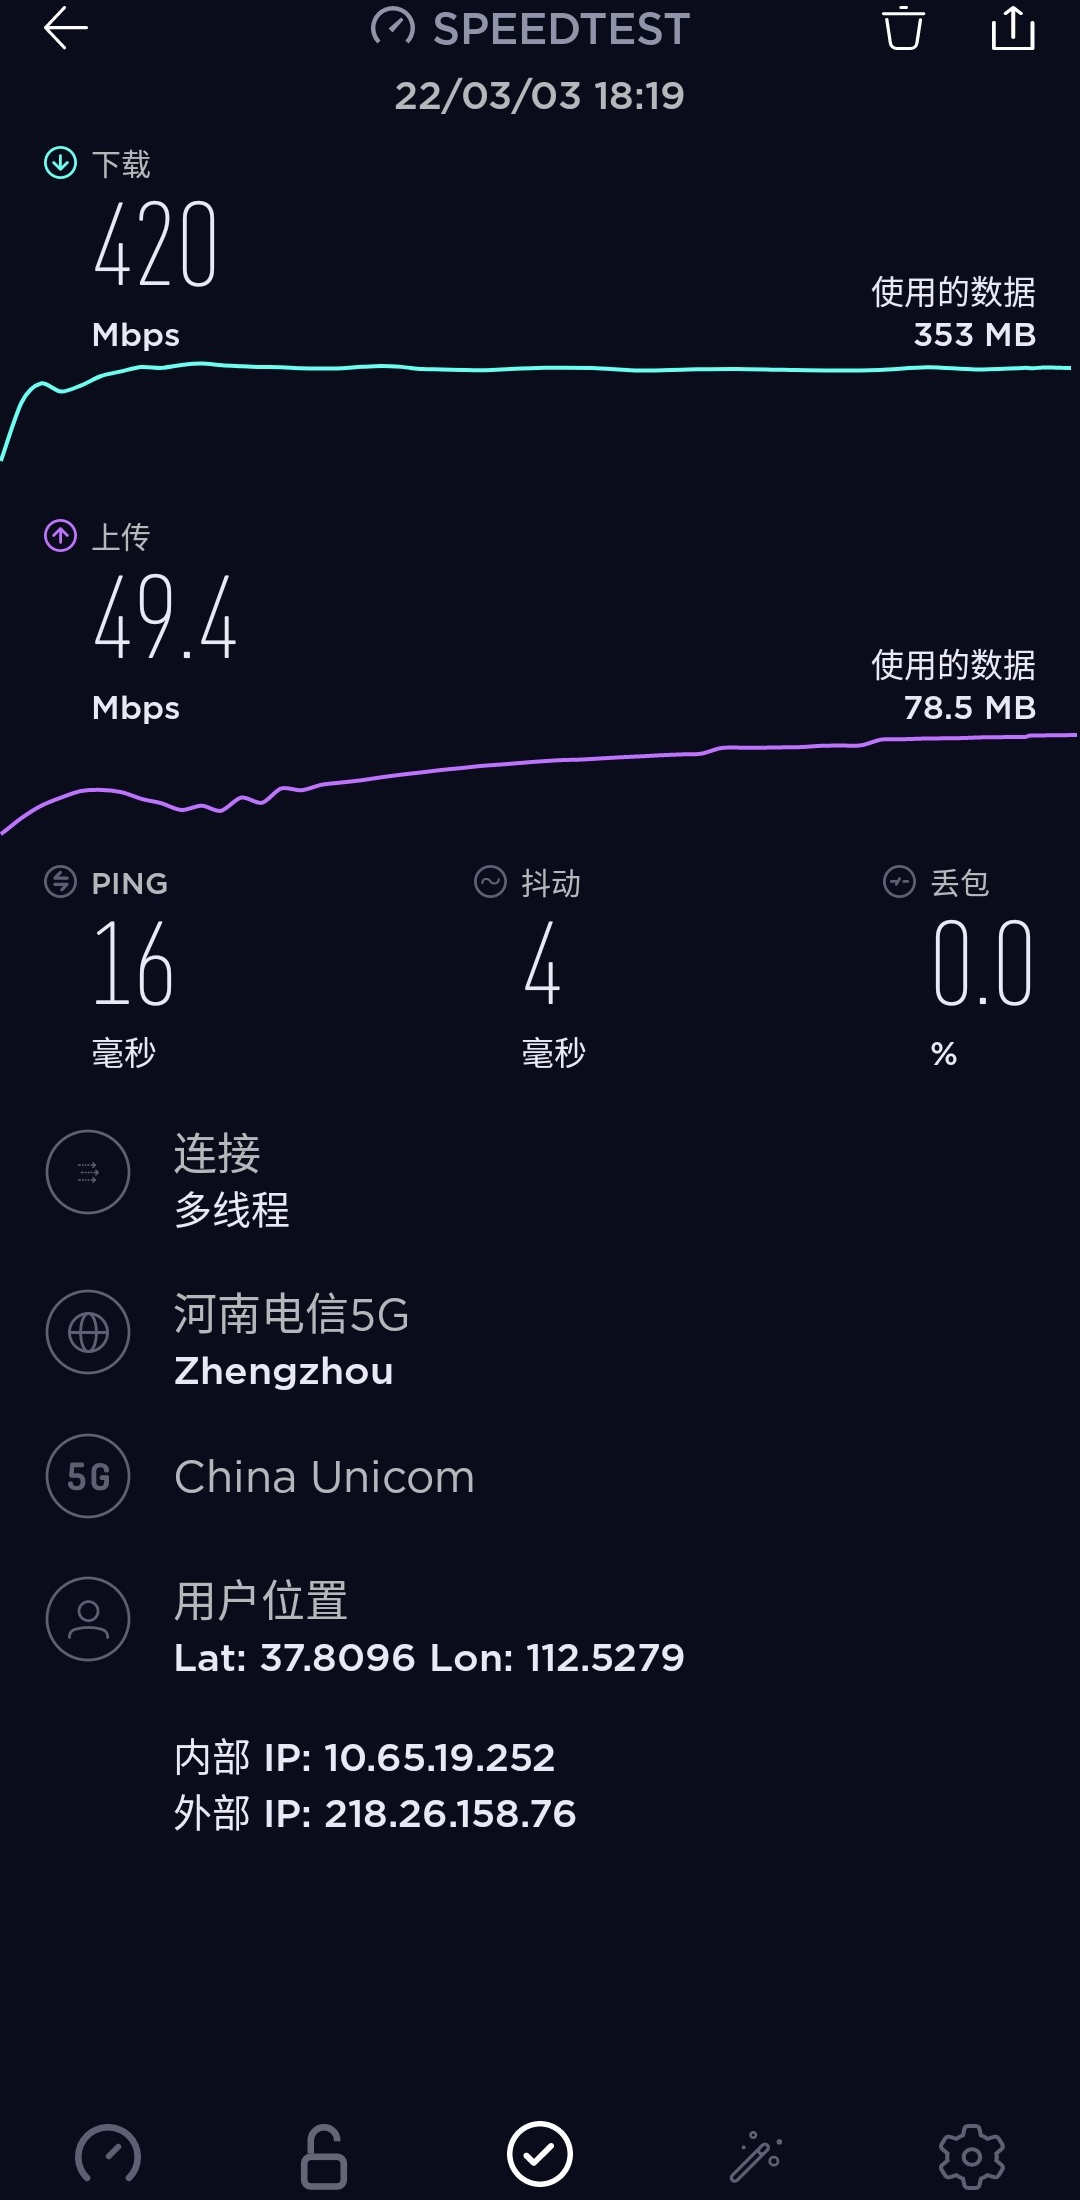 SPEEDTEST
22/03/03 18:19
下载
420
Mbps
使用的数据
353 MB
上传
49.4
Mbps
使用的数据
78.5 MB
PING
16
毫秒
抖动
4
毫秒
丢包
0.0
%
连接
多线程
河南电信5G
Zhengzhou
5G
China Unicom
用户位置
Lat: 37.8096 Lon: 112.5279
内部 IP: 10.65.19.252
外部 IP: 218.26.158.76